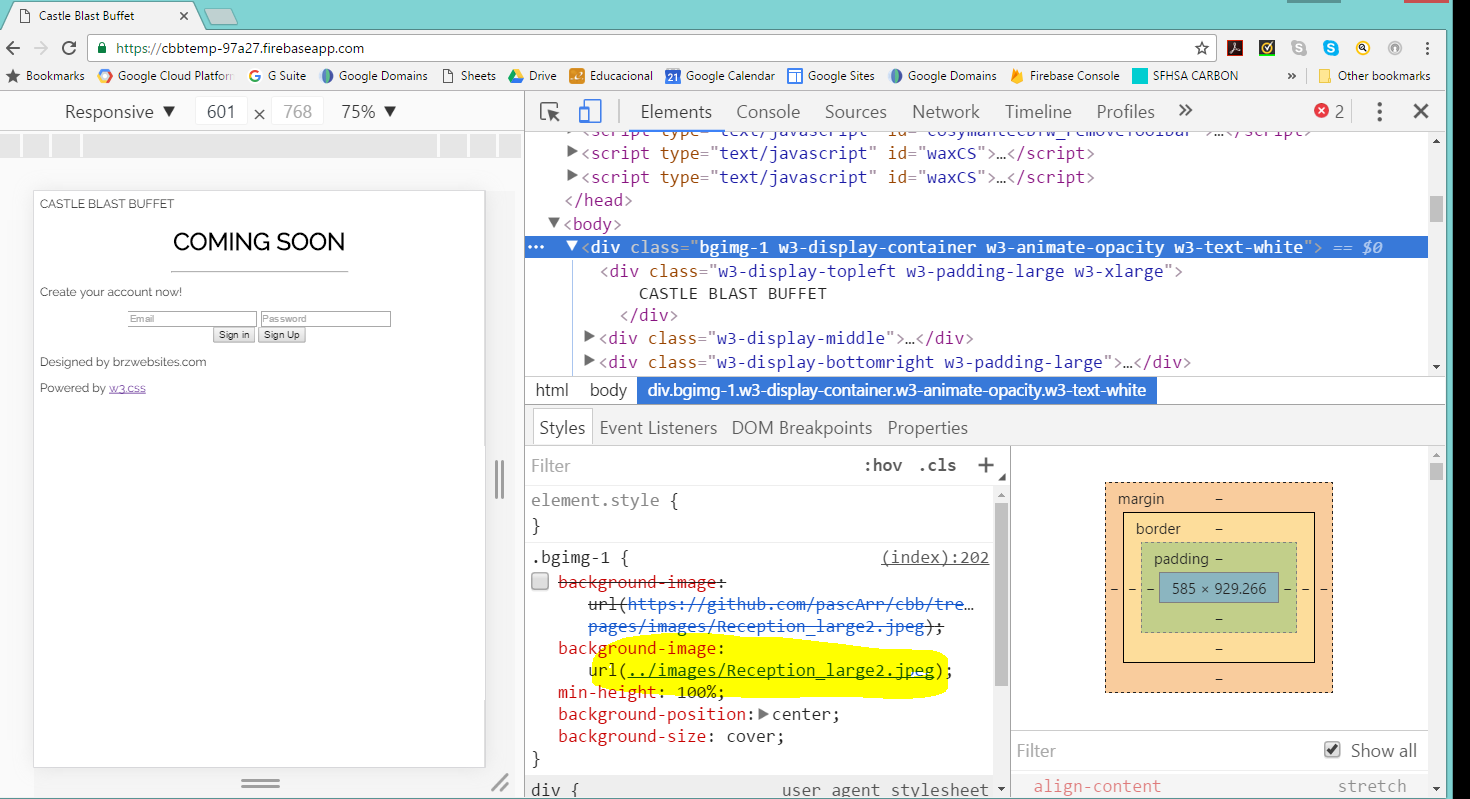 Castle Blast Buffet
https://cbbtemp-97a27.firebaseapp.com
Bookmarks Google Cloud Platforn G Suite Google Domains Sheets Drive Educacional 21 Google Calendar Google Sites Google Domains Firebase Console SFHSA CARBON » Other bookmarks
Responsive ▼ 601 × 768 75% ▼
CASTLE BLAST BUFFET
COMING SOON
Create your account now!
Email Password
Sign in Sign Up
Designed by brzwebsites.com
Powered by w3.css
Elements Console Sources Network Timeline Profiles » 2
<script type="text/javascript" id="cosymantecbfw_removeToolbar">…</script>
<script type="text/javascript" id="waxCS">…</script>
<script type="text/javascript" id="waxCS">…</script>
</head>
<body>
<div class="bgimg-1 w3-display-container w3-animate-opacity w3-text-white"> == $0
<div class="w3-display-topleft w3-padding-large w3-xlarge">
CASTLE BLAST BUFFET
</div>
<div class="w3-display-middle">…</div>
<div class="w3-display-bottomright w3-padding-large">…</div>
html body div.bgimg-1.w3-display-container.w3-animate-opacity.w3-text-white
Styles Event Listeners DOM Breakpoints Properties
Filter :hov .cls +
element.style {
}
.bgimg-1 { (index):202
background-image:
url(https://github.com/pascArr/cbb/tre…
pages/images/Reception_large2.jpeg);
background-image:
url(../images/Reception_large2.jpeg);
min-height: 100%;
background-position: center;
background-size: cover;
}
div { user agent stylesheet
margin –
border –
padding –
– – – 585 × 929.266 – – –
–
–
–
Filter Show all
align-content stretch